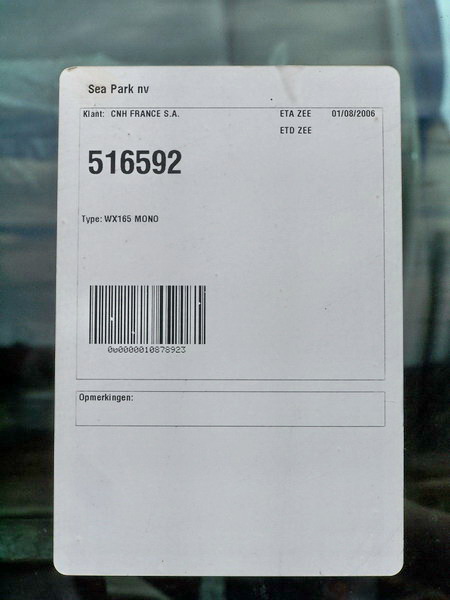 Sea Park nv
Klant: CNH FRANCE S.A. ETA ZEE 01/08/2006
ETD ZEE
516592
Type: WX165 MONO
0w0000010878923
Opmerkingen: